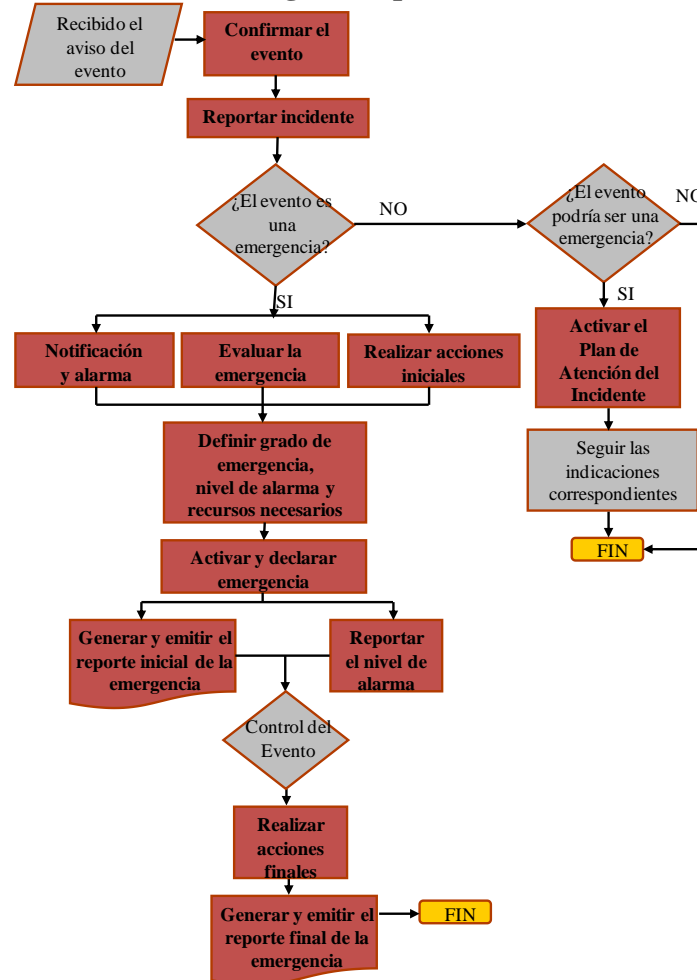 Recibido el
aviso del
evento
Confirmar el
evento
Reportar incidente
¿El evento es
una
emergencia?
NO
¿El evento
podría ser una
emergencia?
NO
SI
SI
Notificación
y alarma
Evaluar la
emergencia
Realizar acciones
iniciales
Activar el
Plan de
Atención del
Incidente
Definir grado de
emergencia,
nivel de alarma y
recursos necesarios
Seguir las
indicaciones
correspondientes
FIN
Activar y declarar
emergencia
Generar y emitir el
reporte inicial de la
emergencia
Reportar
el nivel de
alarma
Control del
Evento
Realizar
acciones
finales
Generar y emitir el
reporte final de la
emergencia
FIN